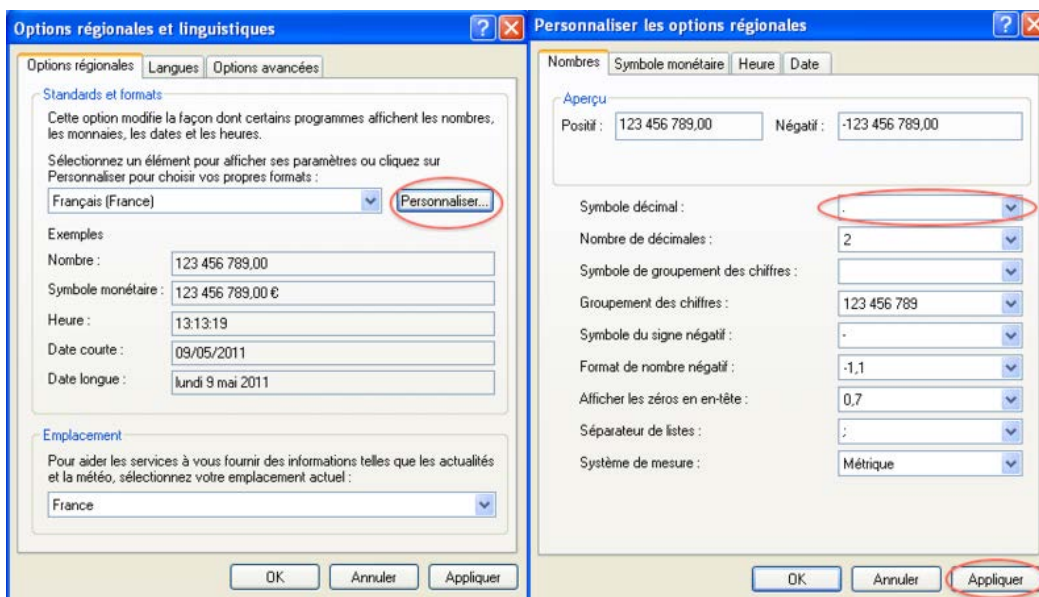 Options régionales et linguistiques
Options régionales Langues Options avancées
Standards et formats
Cette option modifie la façon dont certains programmes affichent les nombres,
les monnaies, les dates et les heures.
Sélectionnez un élément pour afficher ses paramètres ou cliquez sur
Personnaliser pour choisir vos propres formats :
Français (France) Personnaliser...
Exemples
Nombre : 123 456 789,00
Symbole monétaire : 123 456 789,00 €
Heure : 13:13:19
Date courte : 09/05/2011
Date longue : lundi 9 mai 2011
Emplacement
Pour aider les services à vous fournir des informations telles que les actualités
et la météo, sélectionnez votre emplacement actuel :
France
OK Annuler Appliquer
Personnaliser les options régionales
Nombres Symbole monétaire Heure Date
Aperçu
Positif : 123 456 789,00 Négatif : -123 456 789,00
Symbole décimal : .
Nombre de décimales : 2
Symbole de groupement des chiffres :
Groupement des chiffres : 123 456 789
Symbole du signe négatif : -
Format de nombre négatif : -1,1
Afficher les zéros en en-tête : 0,7
Séparateur de listes : ;
Système de mesure : Métrique
OK Annuler Appliquer